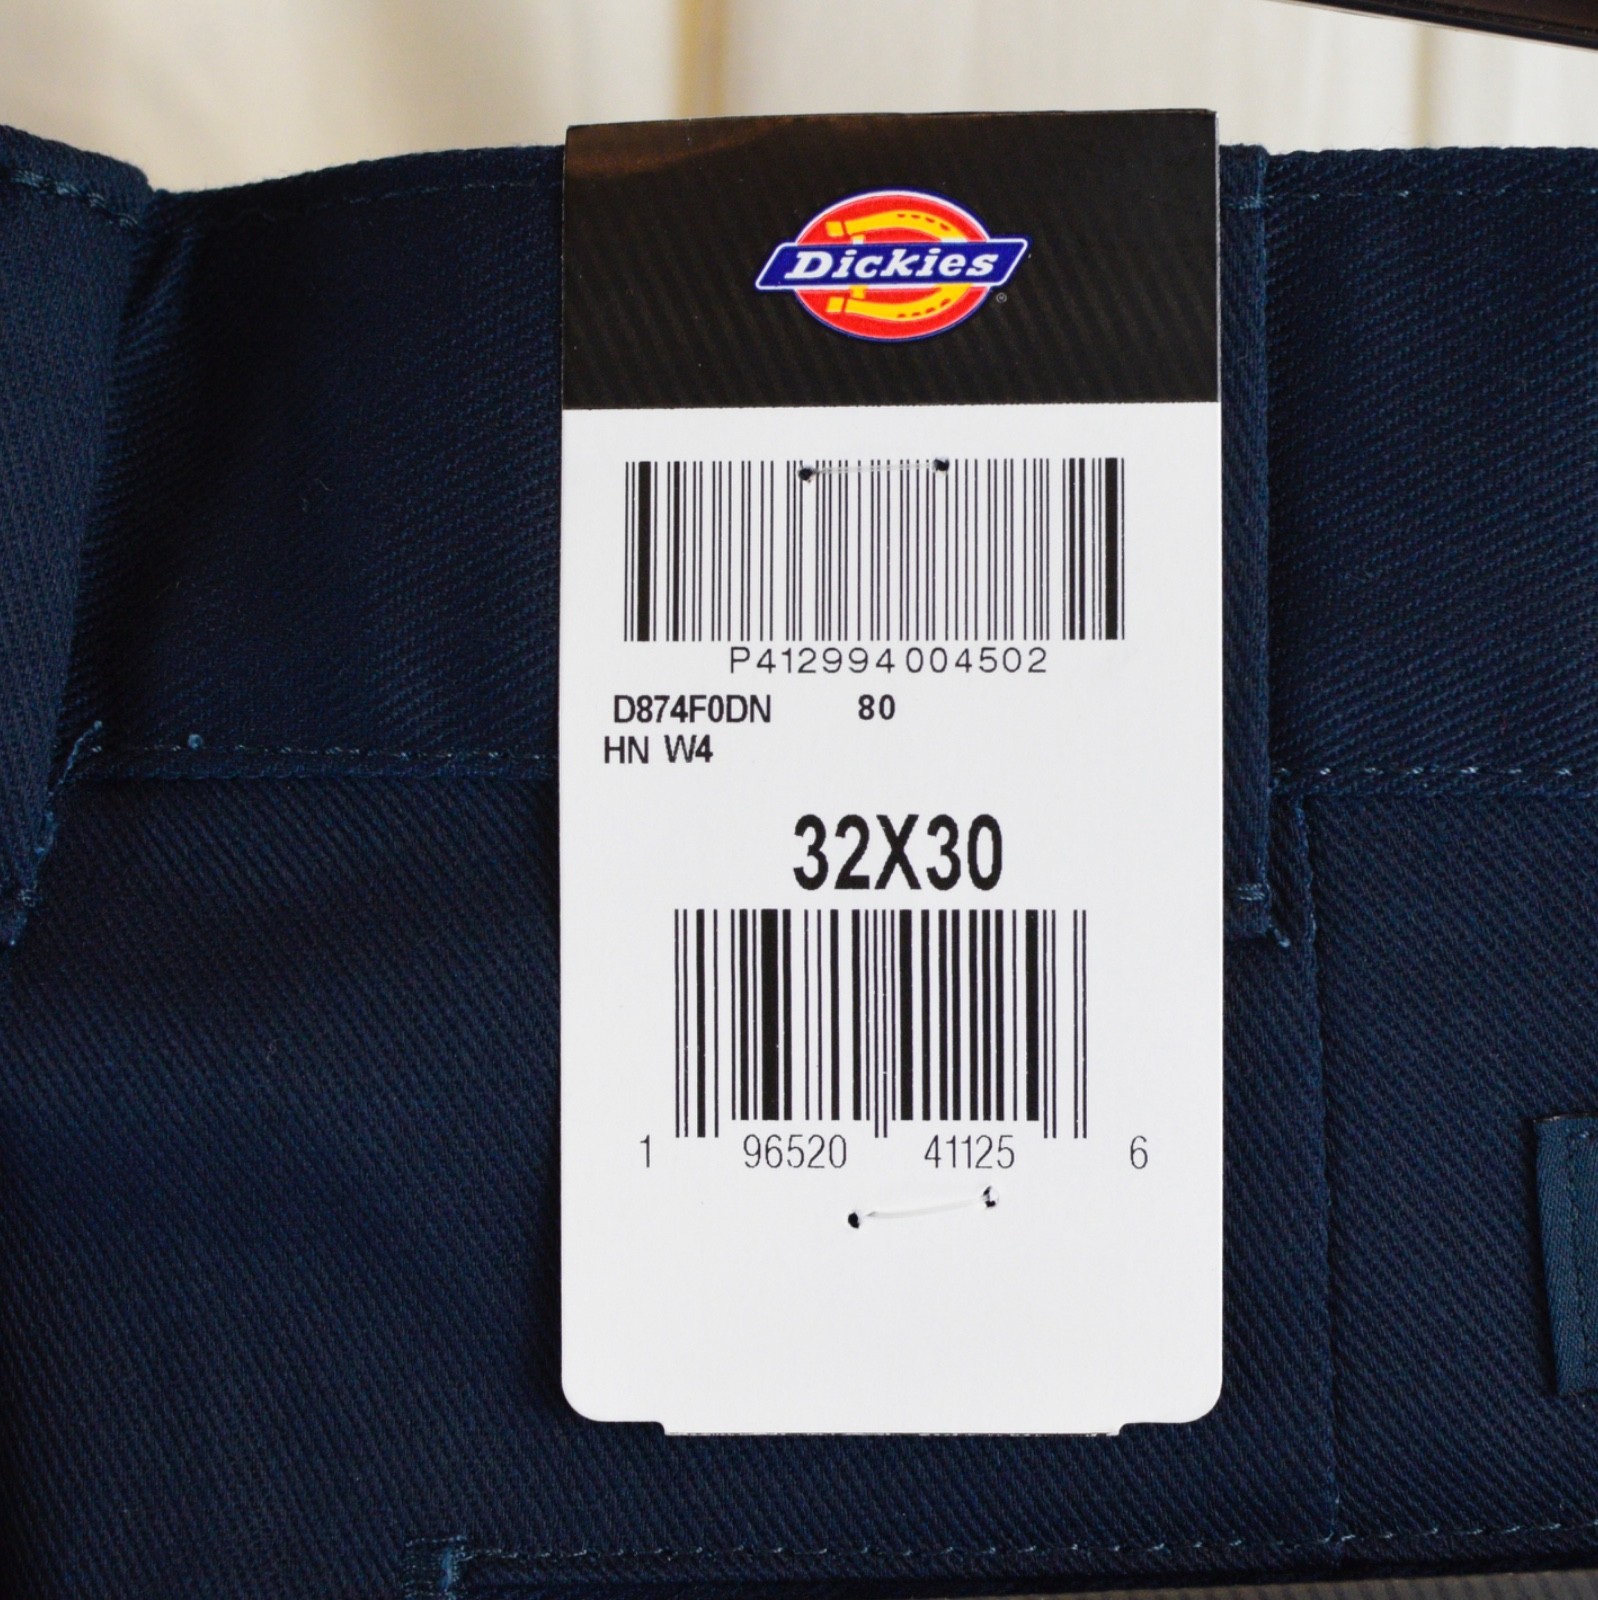 Dickies
®
P412994004502
D874F0DN 80
HN W4
32X30
1 96520 41125 6